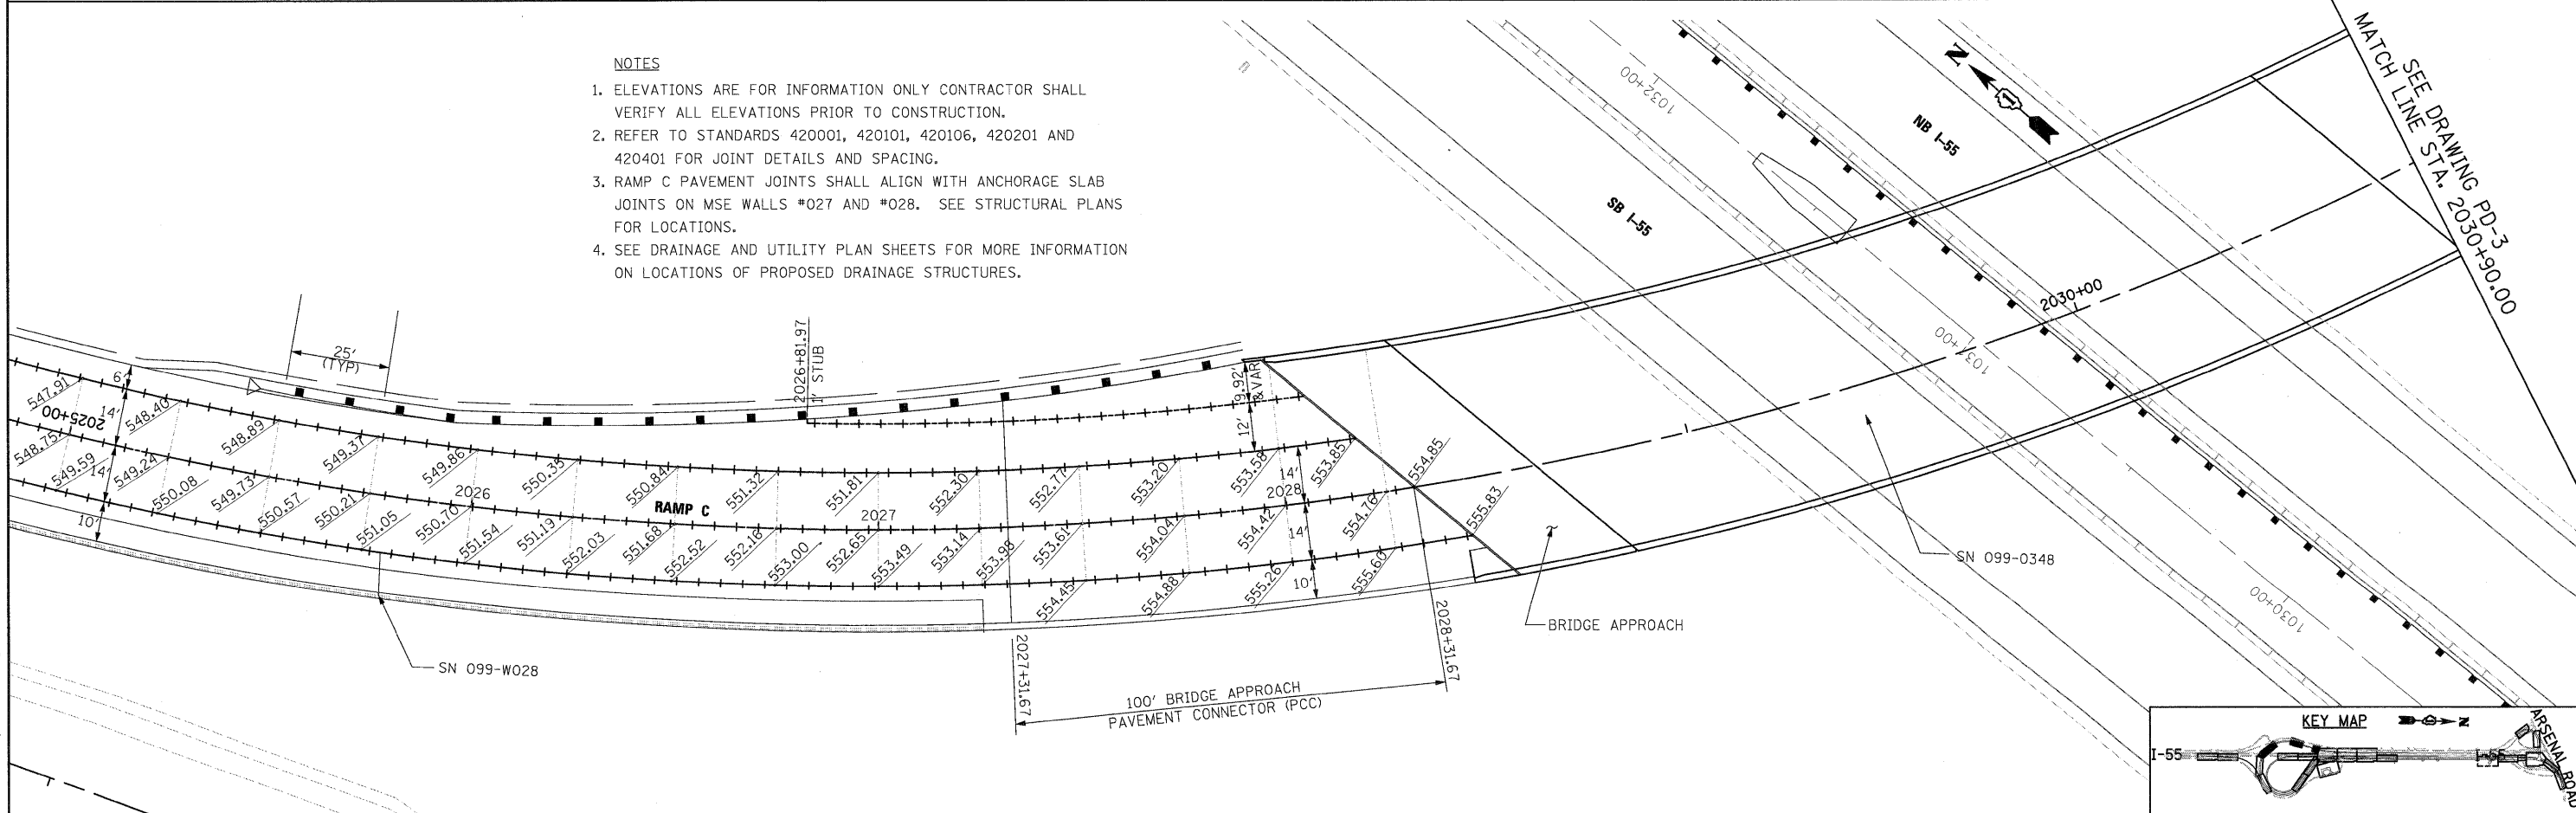 NOTES
1. ELEVATIONS ARE FOR INFORMATION ONLY CONTRACTOR SHALL
VERIFY ALL ELEVATIONS PRIOR TO CONSTRUCTION.
2. REFER TO STANDARDS 420001, 420101, 420106, 420201 AND
420401 FOR JOINT DETAILS AND SPACING.
3. RAMP C PAVEMENT JOINTS SHALL ALIGN WITH ANCHORAGE SLAB
JOINTS ON MSE WALLS #027 AND #028. SEE STRUCTURAL PLANS
FOR LOCATIONS.
4. SEE DRAINAGE AND UTILITY PLAN SHEETS FOR MORE INFORMATION
ON LOCATIONS OF PROPOSED DRAINAGE STRUCTURES.
SEE DRAWING PD-3
MATCH LINE STA. 2030+90.00
N
NB I-55
SB I-55
1032+00
1031+00
1030+00
2030+00
25'
(TYP)
2026+81.97
1' STUB
9.92'
& VAR
12'
6'
14'
14'
10'
14'
14'
10'
2025+00
2026
2027
2028
RAMP C
547.91
548.40
548.89
549.37
549.86
550.35
550.84
551.32
551.81
552.30
552.77
553.20
553.58
553.85
554.85
548.75
549.24
549.73
550.21
550.70
551.19
551.68
552.18
552.65
553.14
553.61
554.04
554.42
554.76
555.83
549.59
550.08
550.57
551.05
551.54
552.03
552.52
553.00
553.49
553.98
554.45
554.88
555.26
555.60
SN 099-W028
SN 099-0348
BRIDGE APPROACH
2027+31.67
2028+31.67
100' BRIDGE APPROACH
PAVEMENT CONNECTOR (PCC)
KEY MAP
N
I-55
I-55
ARSENAL ROAD